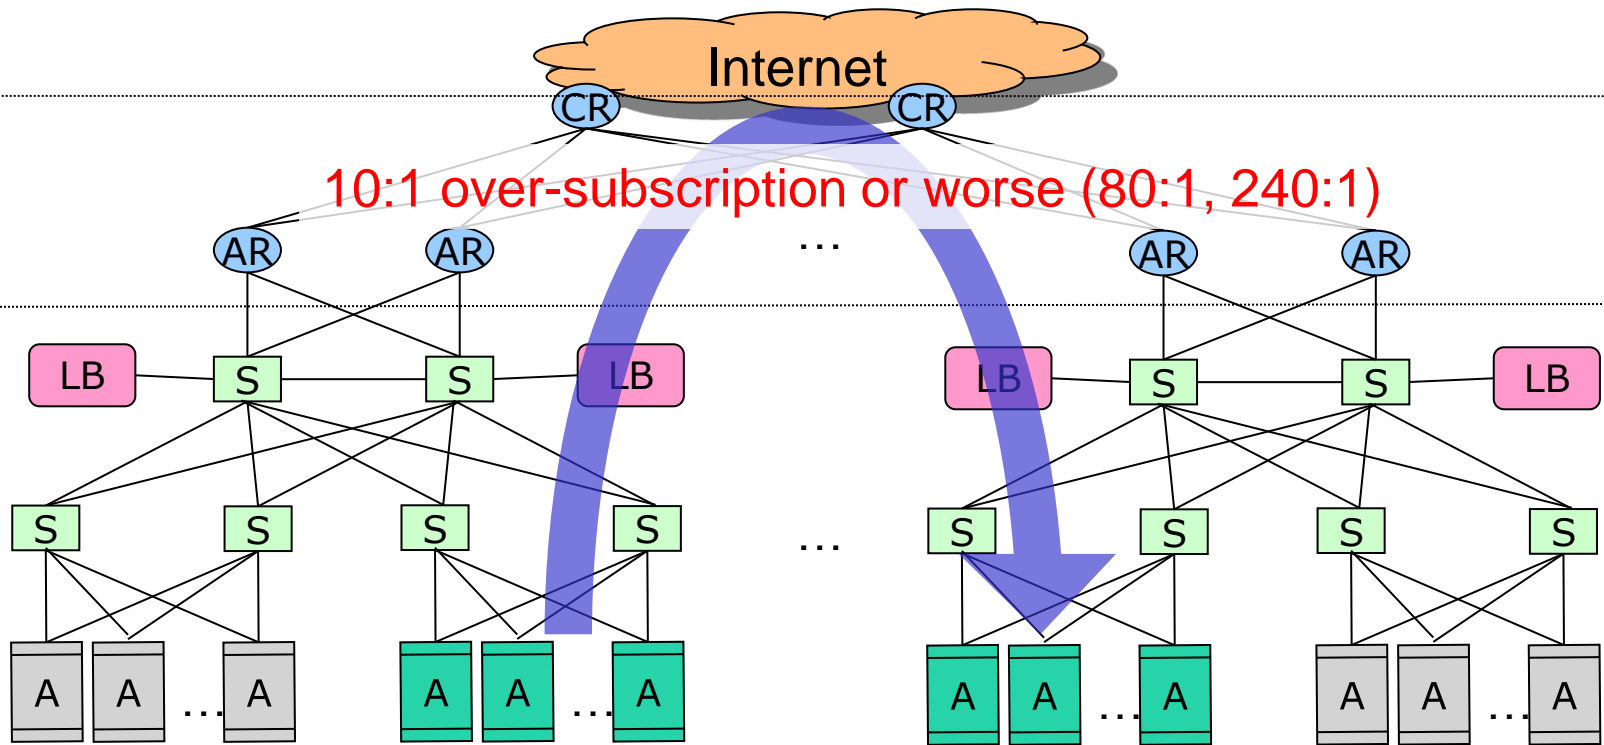 Internet
CR CR
10:1 over-subscription or worse (80:1, 240:1)
AR AR ... AR AR
LB S S LB ... LB S S LB
S S S S ... S S S S
A A ... A A A ... A A A ... A A A ... A